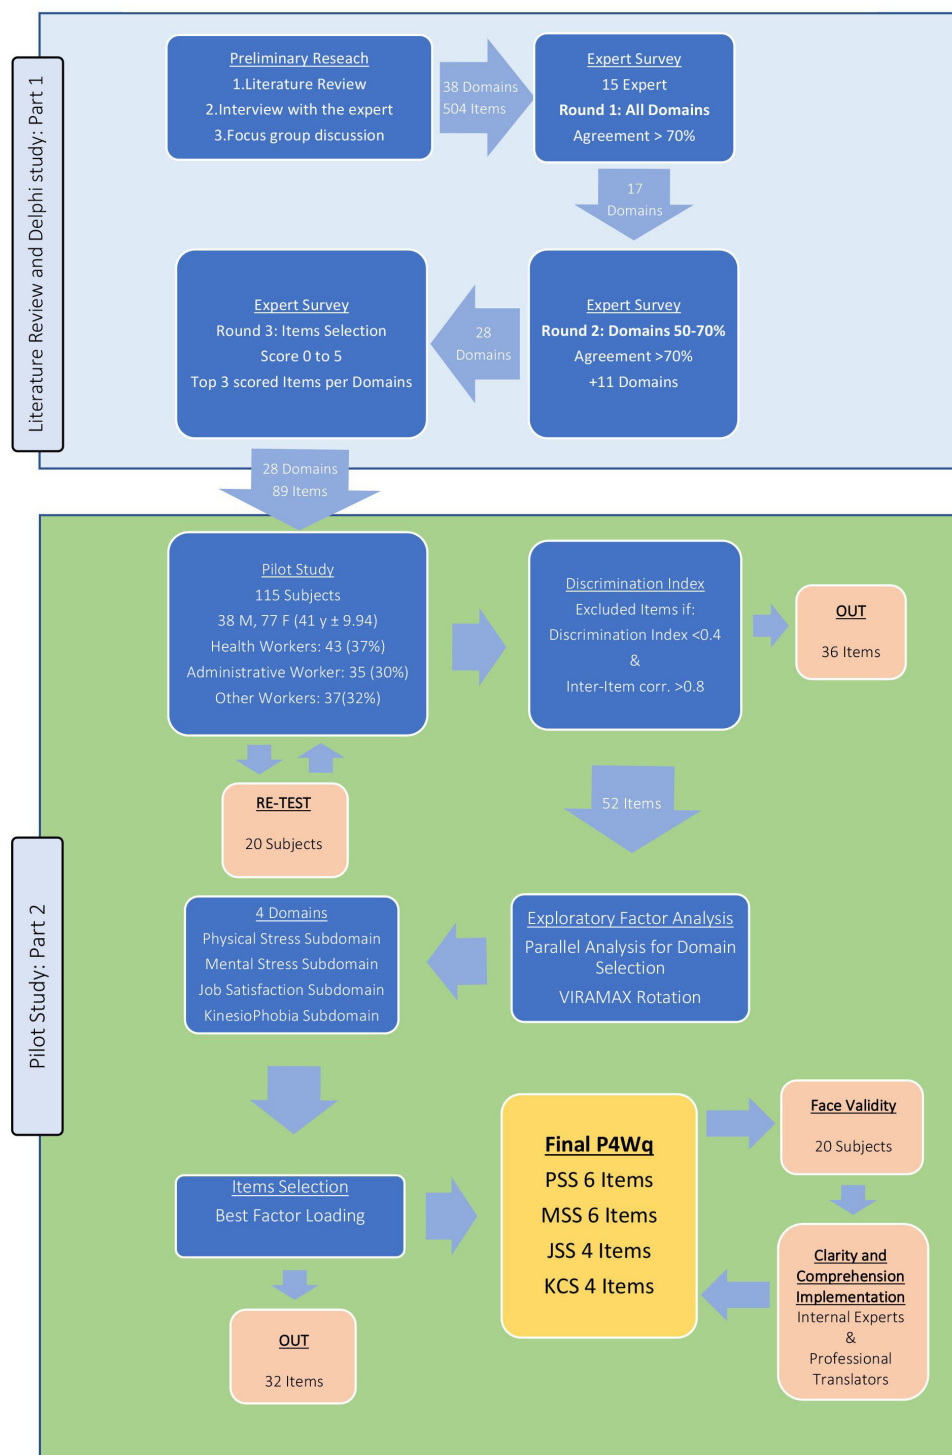 Literature Review and Delphi study: Part 1
Preliminary Reseach
1.Literature Review
2.Interview with the expert
3.Focus group discussion
38 Domains
504 Items
Expert Survey
15 Expert
Round 1: All Domains
Agreement > 70%
17
Domains
Expert Survey
Round 2: Domains 50-70%
Agreement >70%
+11 Domains
28
Domains
Expert Survey
Round 3: Items Selection
Score 0 to 5
Top 3 scored Items per Domains
28 Domains
89 Items
Pilot Study: Part 2
Pilot Study
115 Subjects
38 M, 77 F (41 y ± 9.94)
Health Workers: 43 (37%)
Administrative Worker: 35 (30%)
Other Workers: 37(32%)
RE-TEST
20 Subjects
Discrimination Index
Excluded Items if:
Discrimination Index <0.4
&
Inter-Item corr. >0.8
OUT
36 Items
52 Items
Exploratory Factor Analysis
Parallel Analysis for Domain
Selection
VIRAMAX Rotation
4 Domains
Physical Stress Subdomain
Mental Stress Subdomain
Job Satisfaction Subdomain
KinesioPhobia Subdomain
Items Selection
Best Factor Loading
OUT
32 Items
Final P4Wq
PSS 6 Items
MSS 6 Items
JSS 4 Items
KCS 4 Items
Face Validity
20 Subjects
Clarity and
Comprehension
Implementation
Internal Experts
&
Professional
Translators